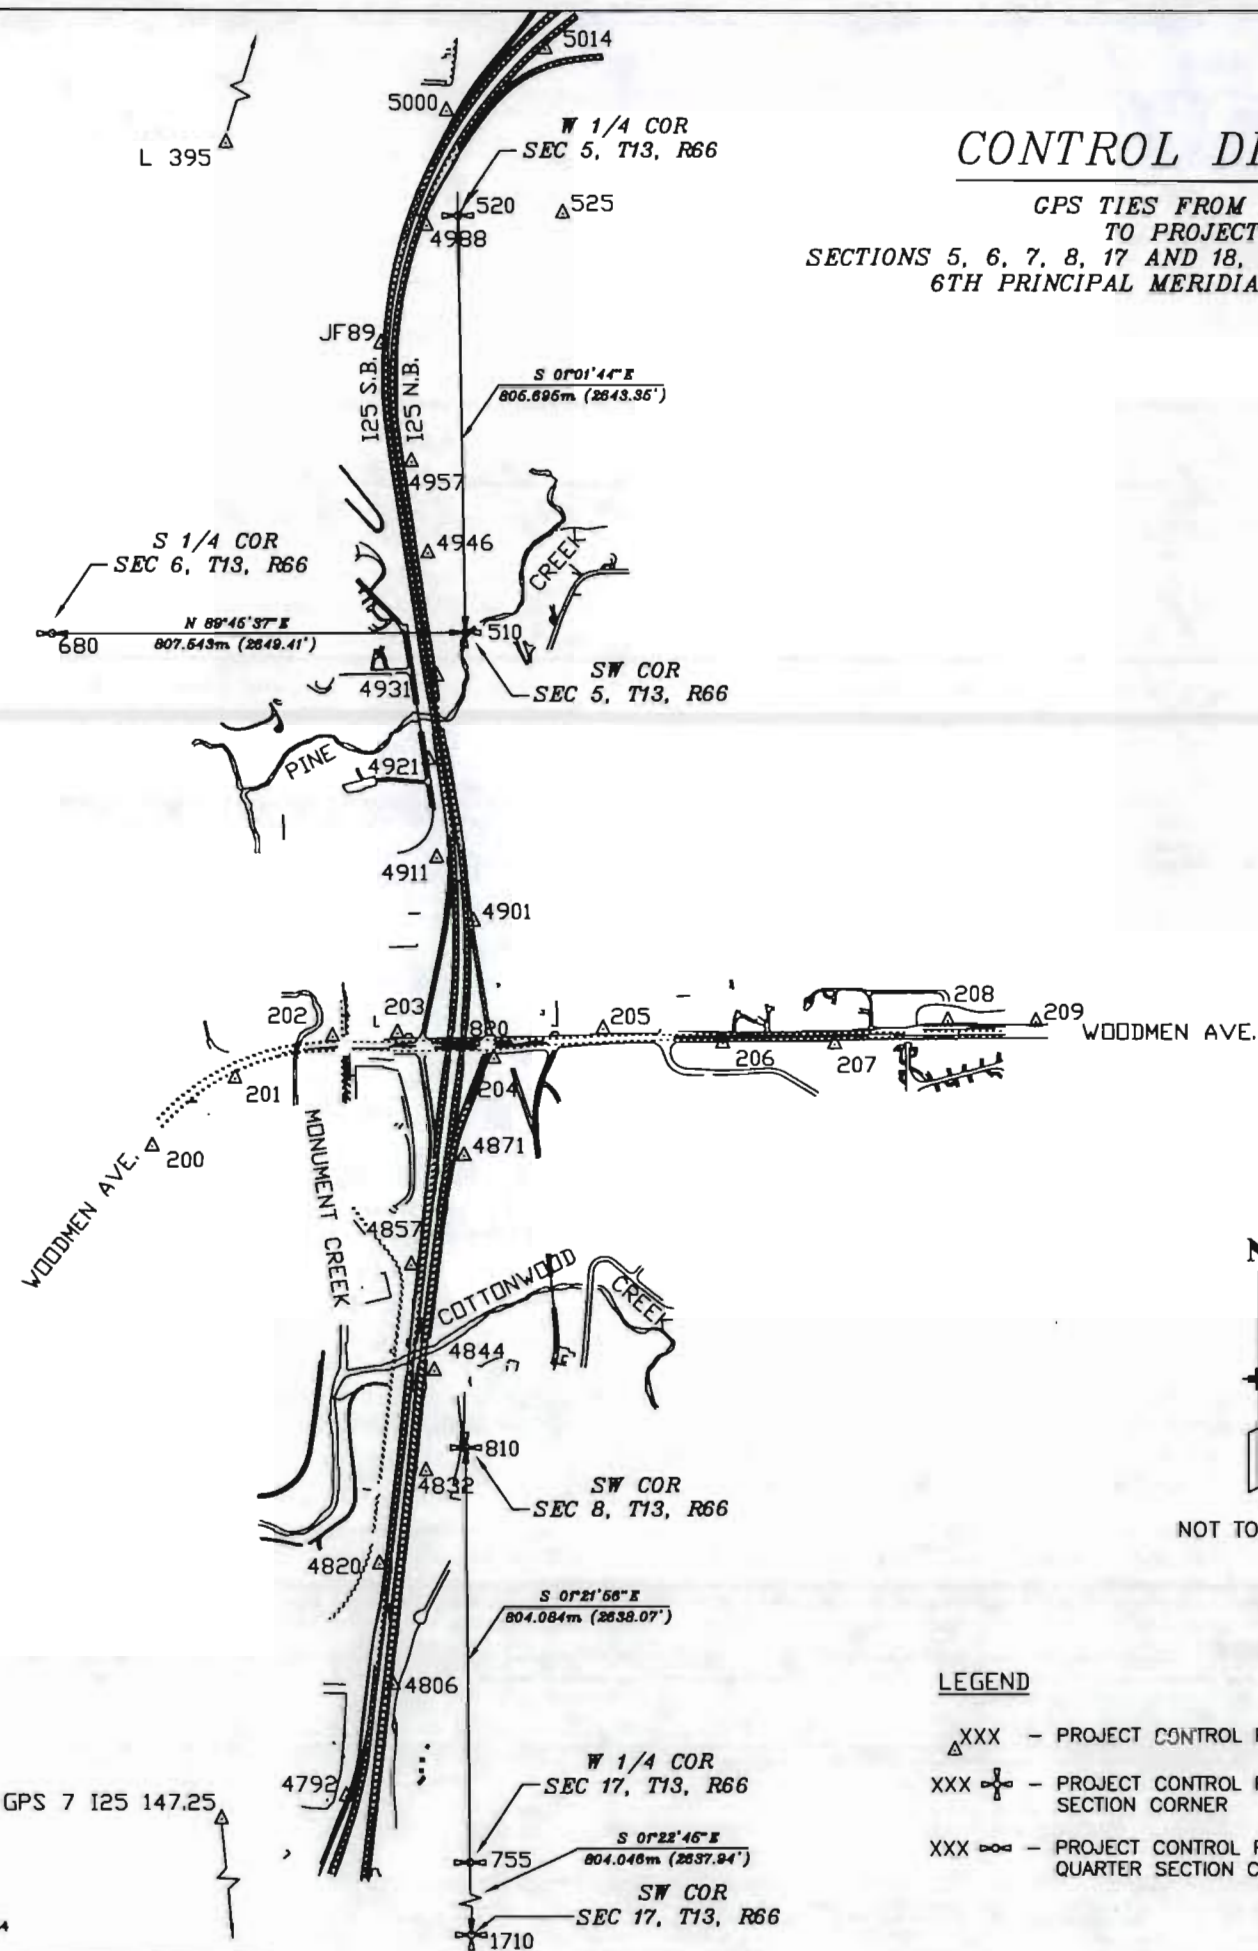 5014
5000
L 395
W 1/4 COR
SEC 5, T13, R66
CONTROL
520
525
4988
GPS TIES FROM
TO PROJECT
SECTIONS 5, 6, 7, 8, 17 AND 18,
6TH PRINCIPAL MERIDIA
JF89
I25 S.B.
I25 N.B.
S 01°01'44"E
805.695m (2643.35')
4957
S 1/4 COR
SEC 6, T13, R66
4946
CREEK
N 89°45'37"E
807.543m (2649.41')
680
510
SW COR
SEC 5, T13, R66
4931
PINE
4921
4911
4901
202
203
820
205
208
209
WOODMEN AVE.
206
207
201
204
200
WOODMEN AVE.
MONUMENT CREEK
4871
4857
COTTONWOOD
CREEK
4844
810
4832
SW COR
SEC 8, T13, R66
N
NOT TO
4820
S 01°21'56"E
804.084m (2638.07')
4806
LEGEND
XXX - PROJECT CONTROL
W 1/4 COR
SEC 17, T13, R66
4792
XXX - PROJECT CONTROL
SECTION CORNER
GPS 7 I25 147.25
S 01°22'45"E
804.046m (2637.94')
755
XXX - PROJECT CONTROL
QUARTER SECTION
SW COR
SEC 17, T13, R66
1710